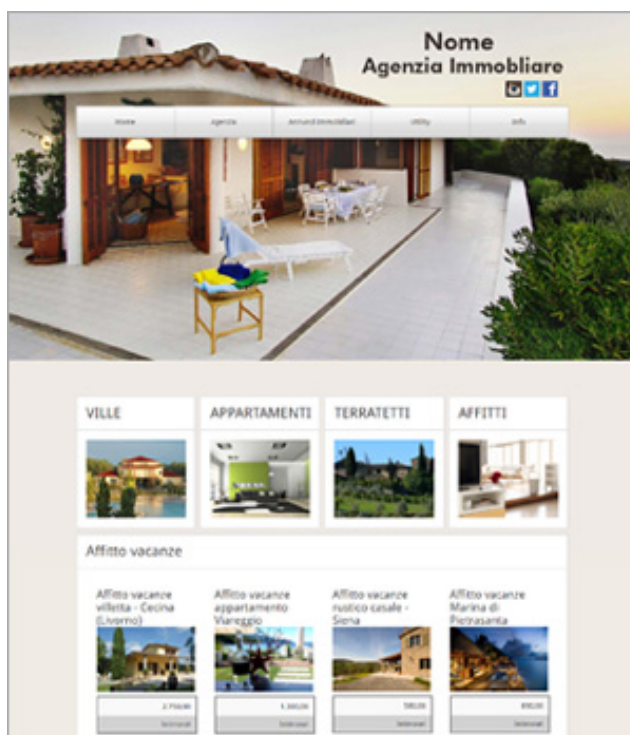 Nome
Agenzia Immobliare
Home
Agenzia
Annunci Immobiliari
Utility
Info
VILLE
APPARTAMENTI
TERRATETTI
AFFITTI
Affitto vacanze
Affitto vacanze
villetta - Cecina
(Livorno)
Affitto vacanze
appartamento
Viareggio
Affitto vacanze
rustico casale -
Siena
Affitto vacanze
Marina di
Pietrasanta